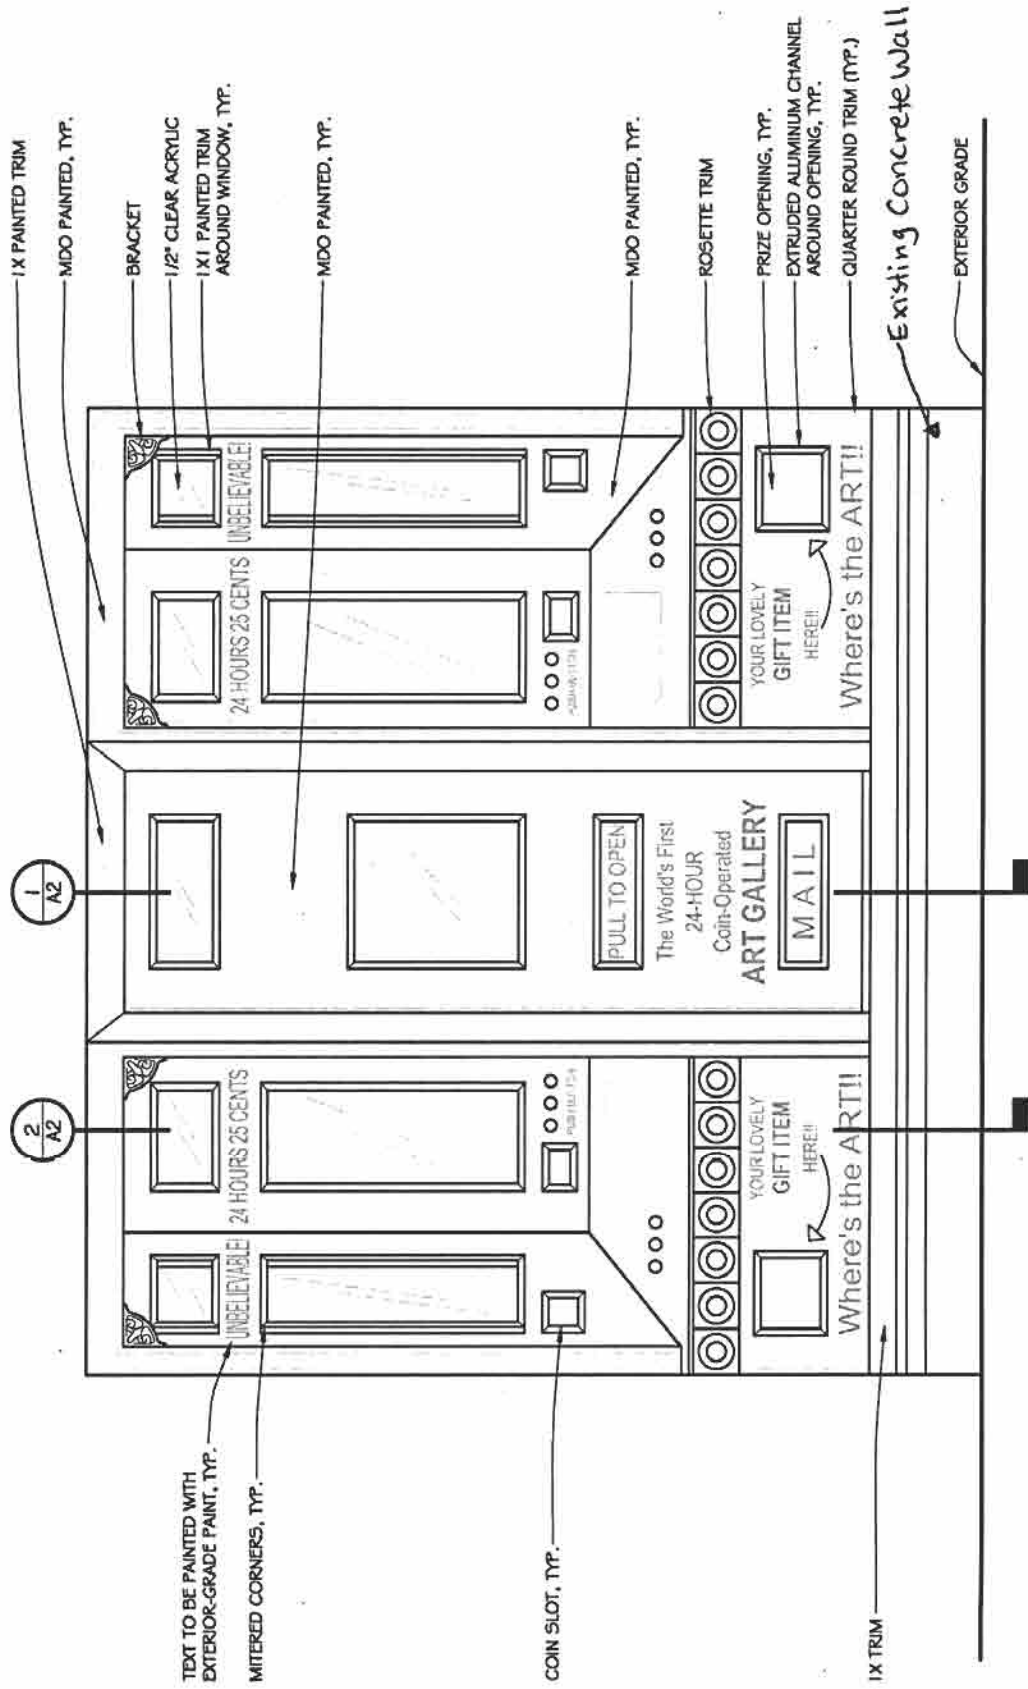 1X PAINTED TRIM
MDO PAINTED, TYP.
BRACKET
1/2" CLEAR ACRYLIC
1X1 PAINTED TRIM
AROUND WINDOW, TYP.
MDO PAINTED, TYP.
MDO PAINTED, TYP.
ROSETTE TRIM
PRIZE OPENING, TYP.
EXTRUDED ALUMINUM CHANNEL
AROUND OPENING, TYP.
QUARTER ROUND TRIM (TYP.)
Existing Concrete Wall
EXTERIOR GRADE
2
A2
1
A2
TEXT TO BE PAINTED WITH
EXTERIOR-GRADE PAINT, TYP.
MITERED CORNERS, TYP.
COIN SLOT, TYP.
1X TRIM
UNBELIEVABLE!
24 HOURS 25 CENTS
PUSH BUTTON
YOUR LOVELY
GIFT ITEM
HERE!!
Where's the ART!!
PULL TO OPEN
The World's First
24-HOUR
Coin-Operated
ART GALLERY
MAIL
24 HOURS 25 CENTS
UNBELIEVABLE!
PUSH BUTTON
YOUR LOVELY
GIFT ITEM
HERE!!
Where's the ART!!